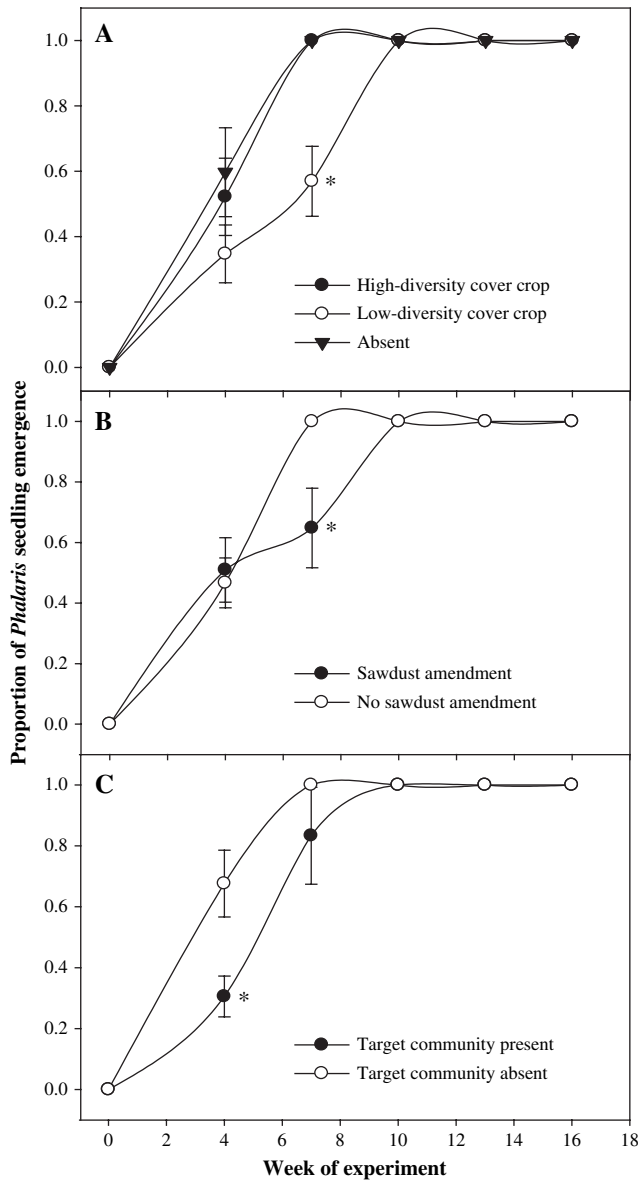 Proportion of Phalaris seedling emergence
A
1.0
0.8
0.6
0.4
0.2
0.0
*
High-diversity cover crop
Low-diversity cover crop
Absent
B
1.0
0.8
0.6
0.4
0.2
0.0
*
Sawdust amendment
No sawdust amendment
C
1.0
0.8
0.6
0.4
0.2
0.0
*
Target community present
Target community absent
0 2 4 6 8 10 12 14 16 18
Week of experiment